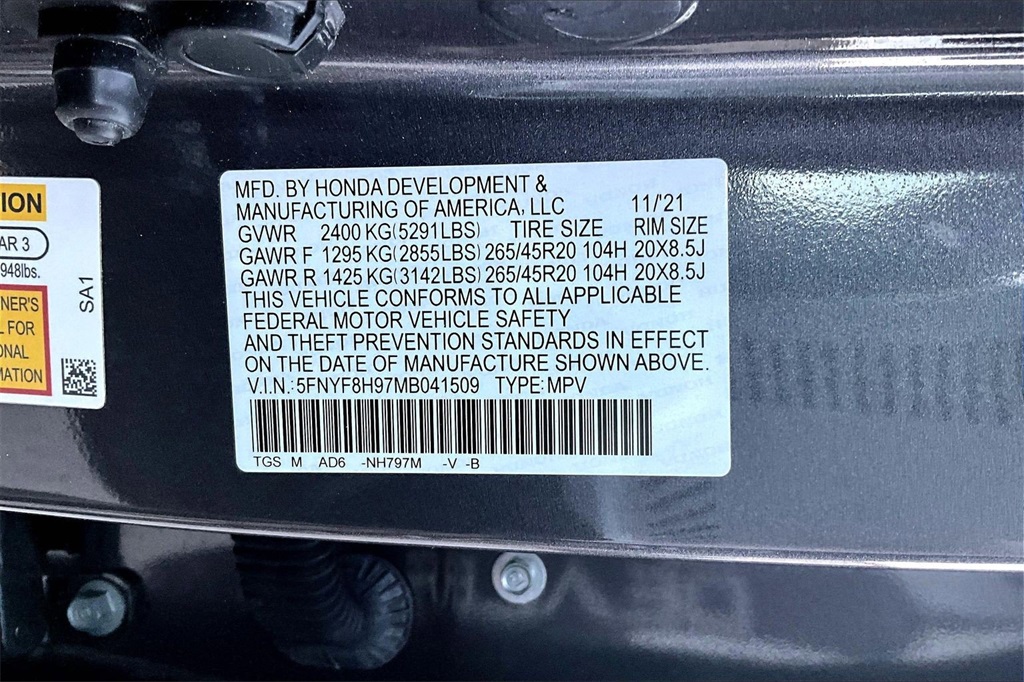 ION
AR 3
948lbs.
NER'S
L FOR
ONAL
MATION
SA1
MFD. BY HONDA DEVELOPMENT &
MANUFACTURING OF AMERICA, LLC 11/'21
GVWR 2400 KG(5291LBS) TIRE SIZE RIM SIZE
GAWR F 1295 KG(2855LBS) 265/45R20 104H 20X8.5J
GAWR R 1425 KG(3142LBS) 265/45R20 104H 20X8.5J
THIS VEHICLE CONFORMS TO ALL APPLICABLE
FEDERAL MOTOR VEHICLE SAFETY
AND THEFT PREVENTION STANDARDS IN EFFECT
ON THE DATE OF MANUFACTURE SHOWN ABOVE.
V.I.N.:5FNYF8H97MB041509 TYPE:MPV
TGS M AD6 -NH797M -V -B